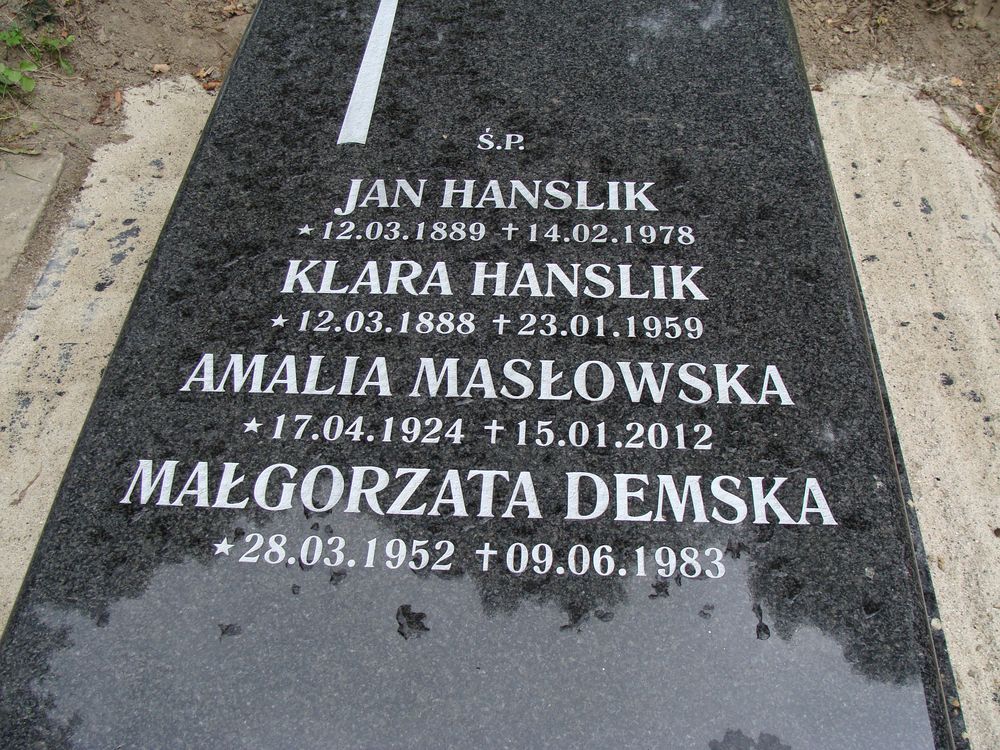 Ś.P.
JAN HANSLIK
*12.03.1889 †14.02.1978
KLARA HANSLIK
*12.03.1888 †23.01.1959
AMALIA MASŁOWSKA
*17.04.1924 †15.01.2012
MAŁGORZATA DEMSKA
*28.03.1952 †09.06.1983